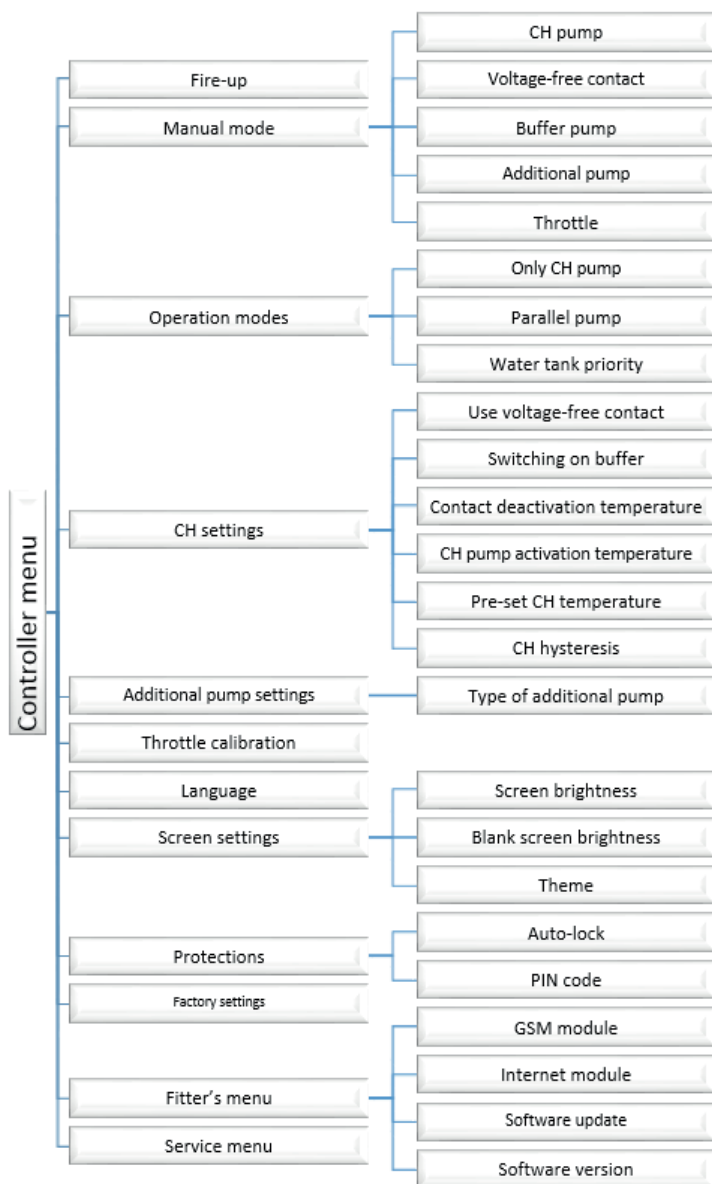 Controller menu
Fire-up
Manual mode
CH pump
Voltage-free contact
Buffer pump
Additional pump
Throttle
Operation modes
Only CH pump
Parallel pump
Water tank priority
CH settings
Use voltage-free contact
Switching on buffer
Contact deactivation temperature
CH pump activation temperature
Pre-set CH temperature
CH hysteresis
Additional pump settings
Type of additional pump
Throttle calibration
Language
Screen settings
Screen brightness
Blank screen brightness
Theme
Protections
Auto-lock
PIN code
Factory settings
Fitter’s menu
GSM module
Internet module
Software update
Software version
Service menu